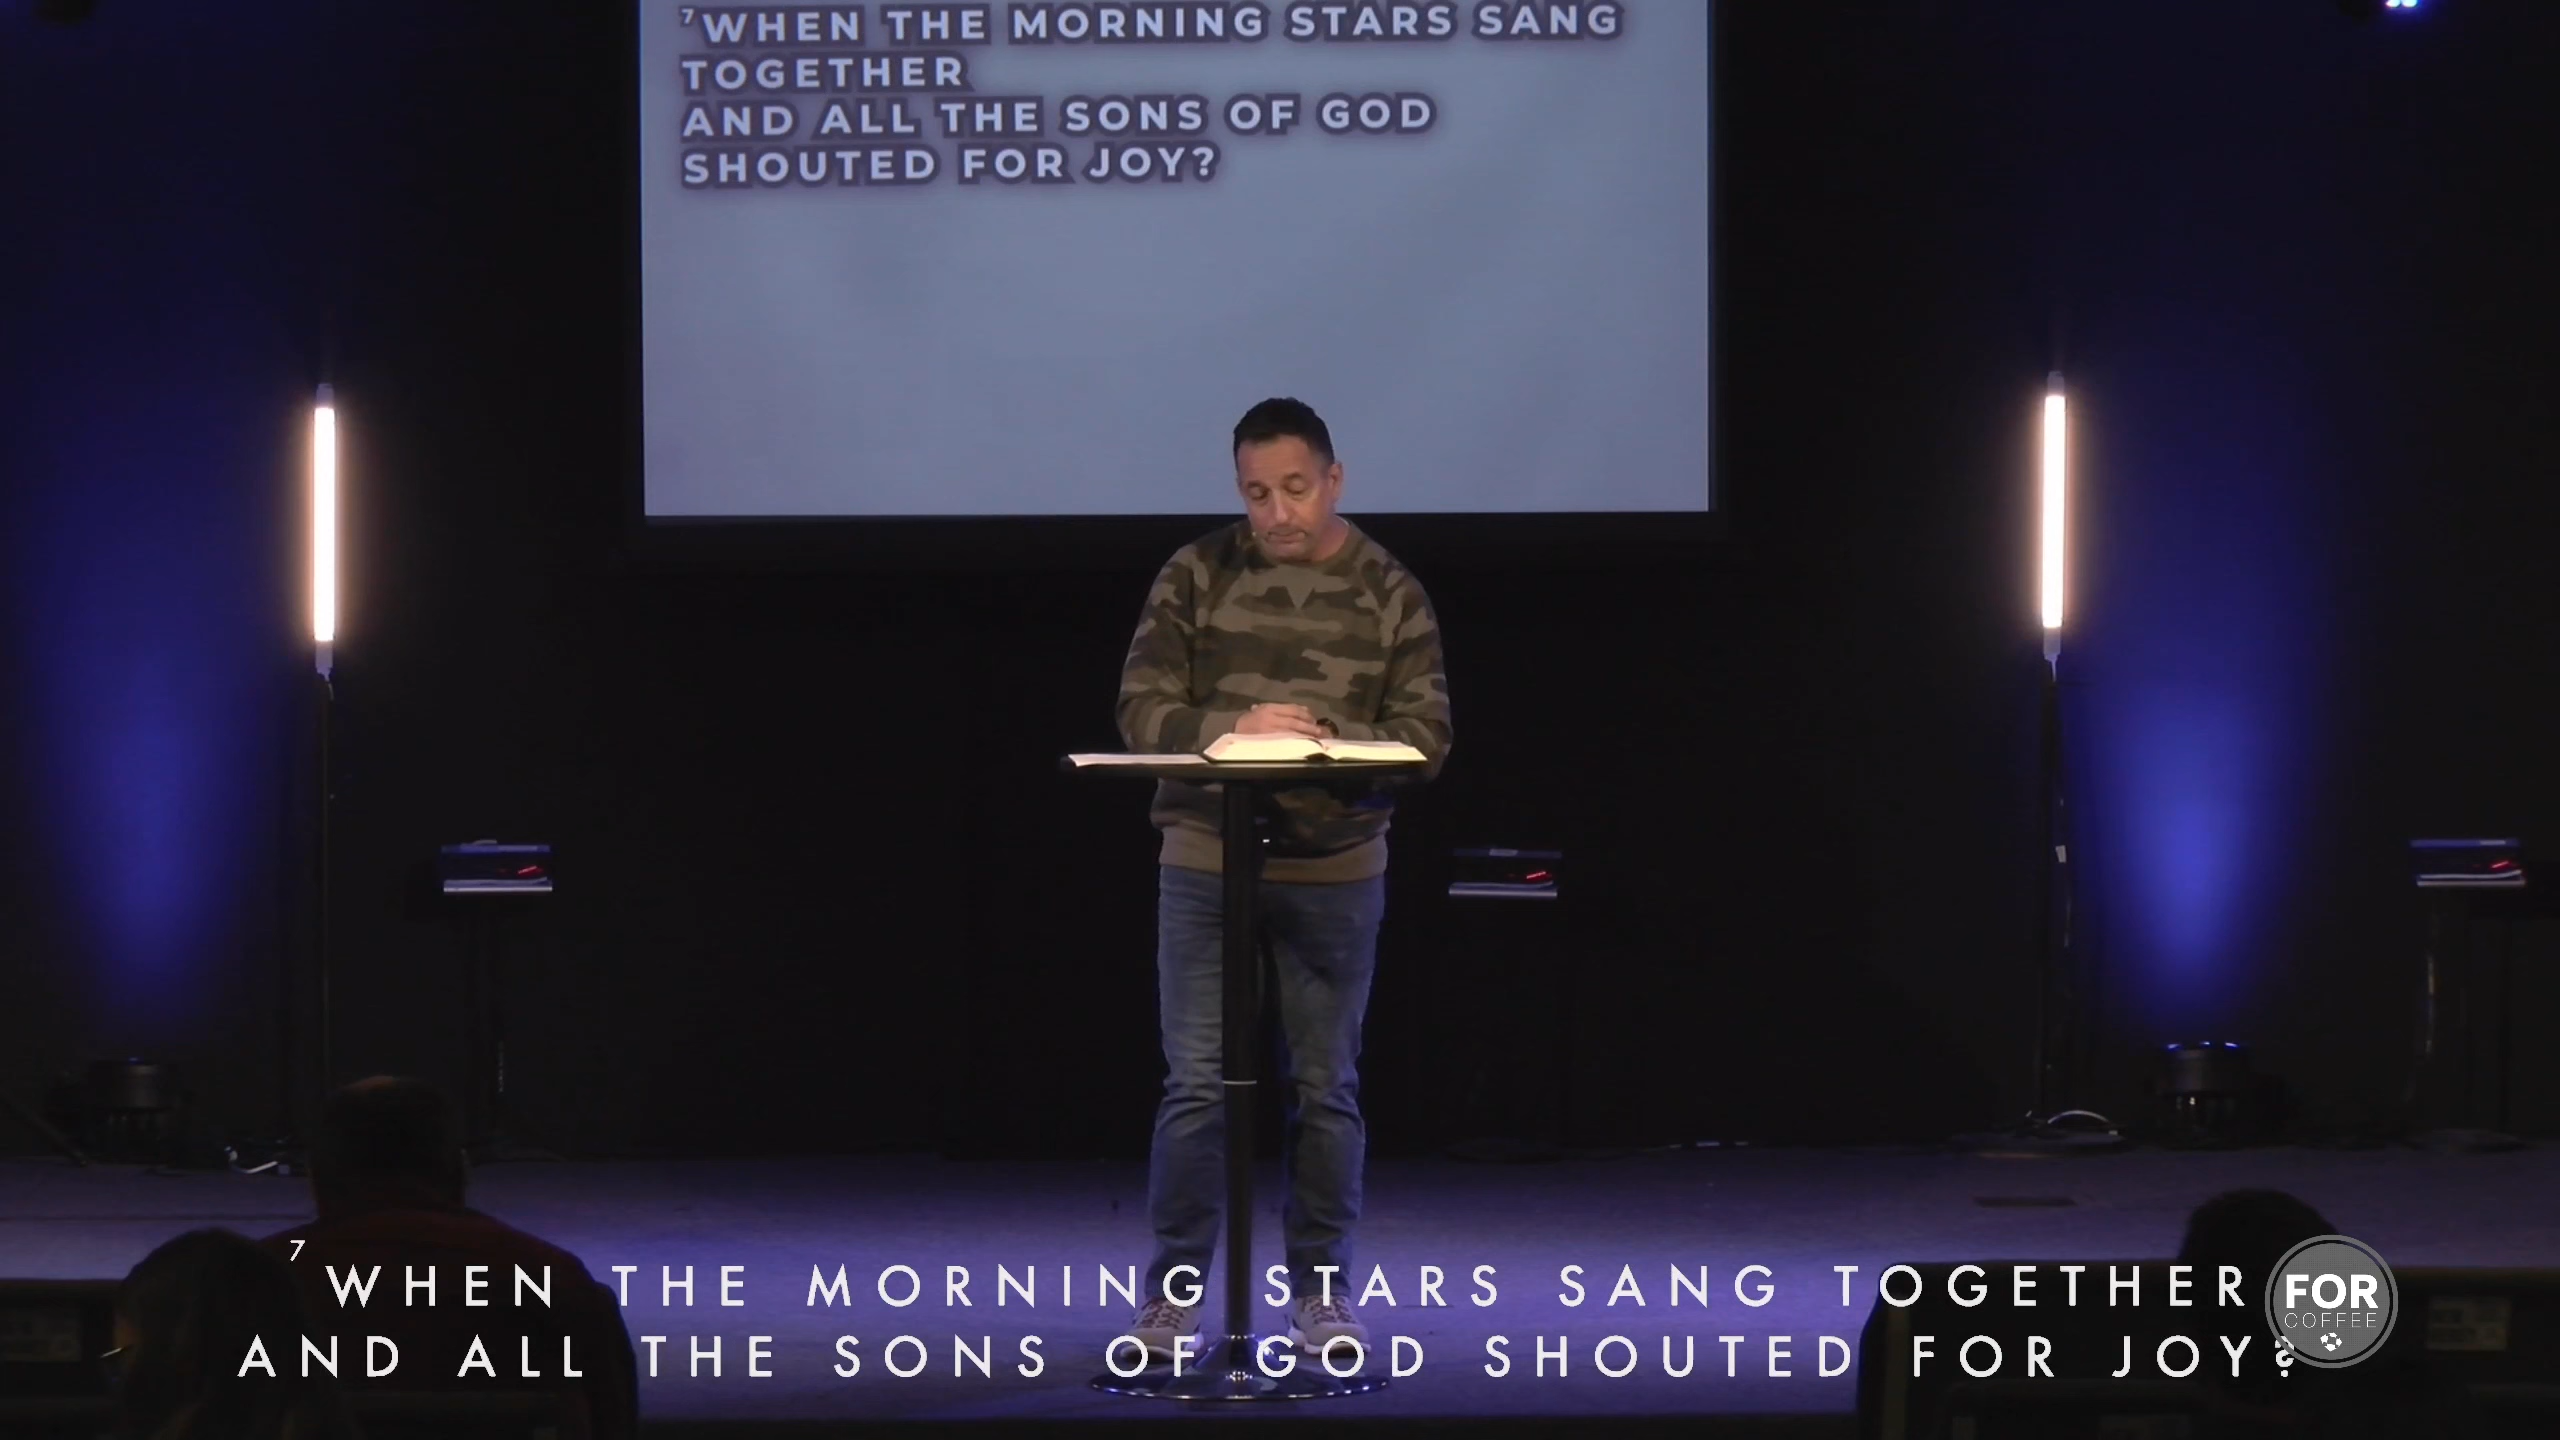 ⁷WHEN THE MORNING STARS SANG
TOGETHER
AND ALL THE SONS OF GOD
SHOUTED FOR JOY?
⁷WHEN THE MORNING STARS SANG TOGETHER
AND ALL THE SONS OF GOD SHOUTED FOR JOY?
FOR
COFFEE